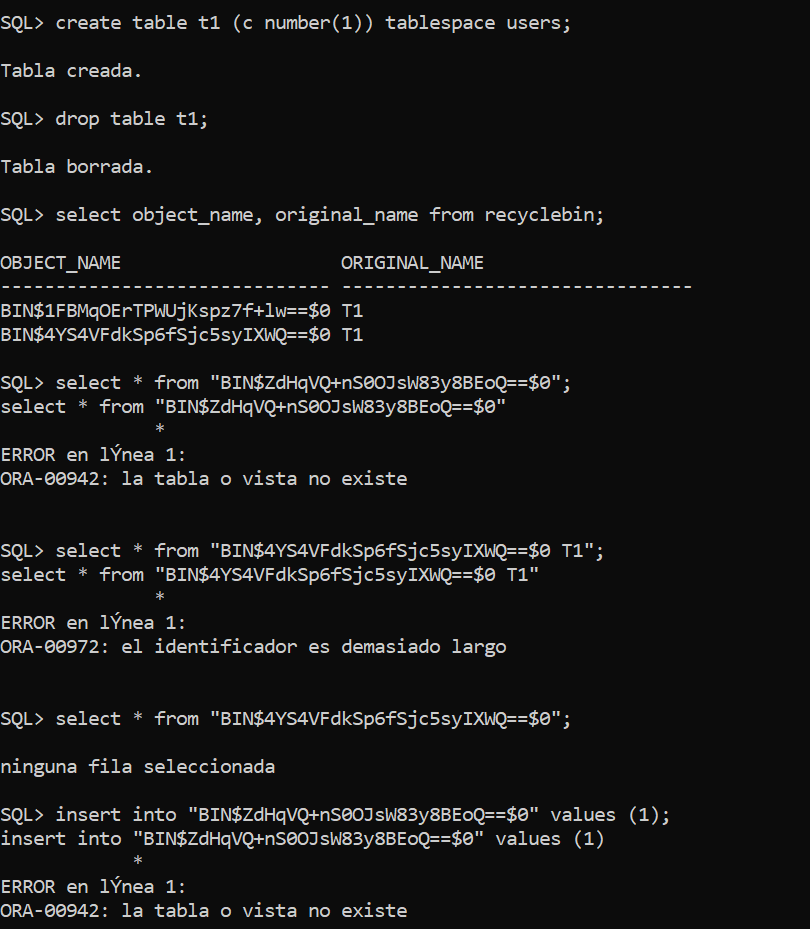 SQL> create table t1 (c number(1)) tablespace users;
Tabla creada.
SQL> drop table t1;
Tabla borrada.
SQL> select object_name, original_name from recyclebin;
OBJECT_NAME                    ORIGINAL_NAME
------------------------------ --------------------------------
BIN$1FBMqOErTPWUjKspz7f+lw==$0 T1
BIN$4YS4VFdkSp6fSjc5syIXWQ==$0 T1
SQL> select * from "BIN$ZdHqVQ+nS0OJsW83y8BEoQ==$0";
select * from "BIN$ZdHqVQ+nS0OJsW83y8BEoQ==$0"
              *
ERROR en lÝnea 1:
ORA-00942: la tabla o vista no existe
SQL> select * from "BIN$4YS4VFdkSp6fSjc5syIXWQ==$0 T1";
select * from "BIN$4YS4VFdkSp6fSjc5syIXWQ==$0 T1"
              *
ERROR en lÝnea 1:
ORA-00972: el identificador es demasiado largo
SQL> select * from "BIN$4YS4VFdkSp6fSjc5syIXWQ==$0";
ninguna fila seleccionada
SQL> insert into "BIN$ZdHqVQ+nS0OJsW83y8BEoQ==$0" values (1);
insert into "BIN$ZdHqVQ+nS0OJsW83y8BEoQ==$0" values (1)
            *
ERROR en lÝnea 1:
ORA-00942: la tabla o vista no existe